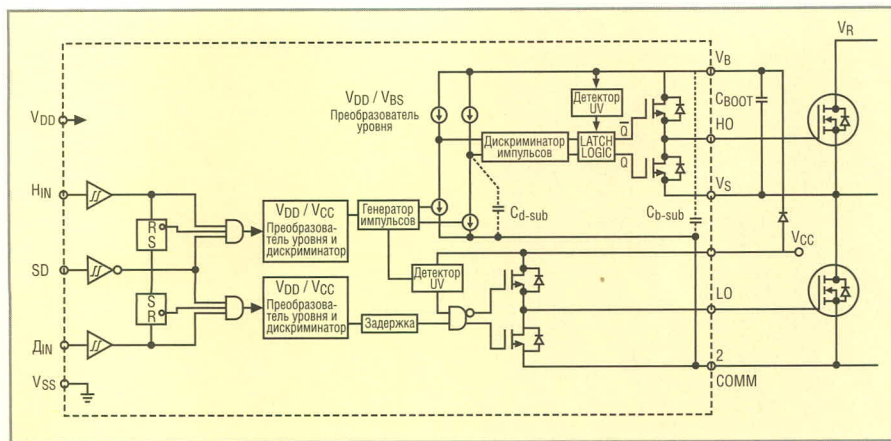 V_R
V_B
V_DD / V_BS
Преобразователь
уровня
Детектор
UV
C_BOOT
V_DD
Q̅
HO
Дискриминатор
импульсов
LATCH
LOGIC
Q
H_IN
V_S
V_DD / V_CC
Преобразова-
тель уровня и
дискриминатор
Генератор
импульсов
C_d-sub
C_b-sub
R
S
V_CC
SD
Детектор
UV
V_DD / V_CC
Преобразова-
тель уровня и
дискриминатор
S
R
LO
Задержка
Д_IN
2
V_SS
COMM